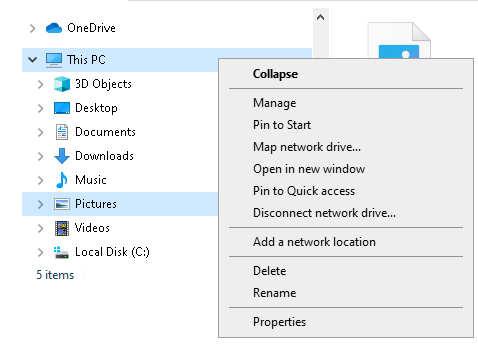 OneDrive
This PC
3D Objects
Desktop
Documents
Downloads
Music
Pictures
Videos
Local Disk (C:)
5 items
Collapse
Manage
Pin to Start
Map network drive...
Open in new window
Pin to Quick access
Disconnect network drive...
Add a network location
Delete
Rename
Properties